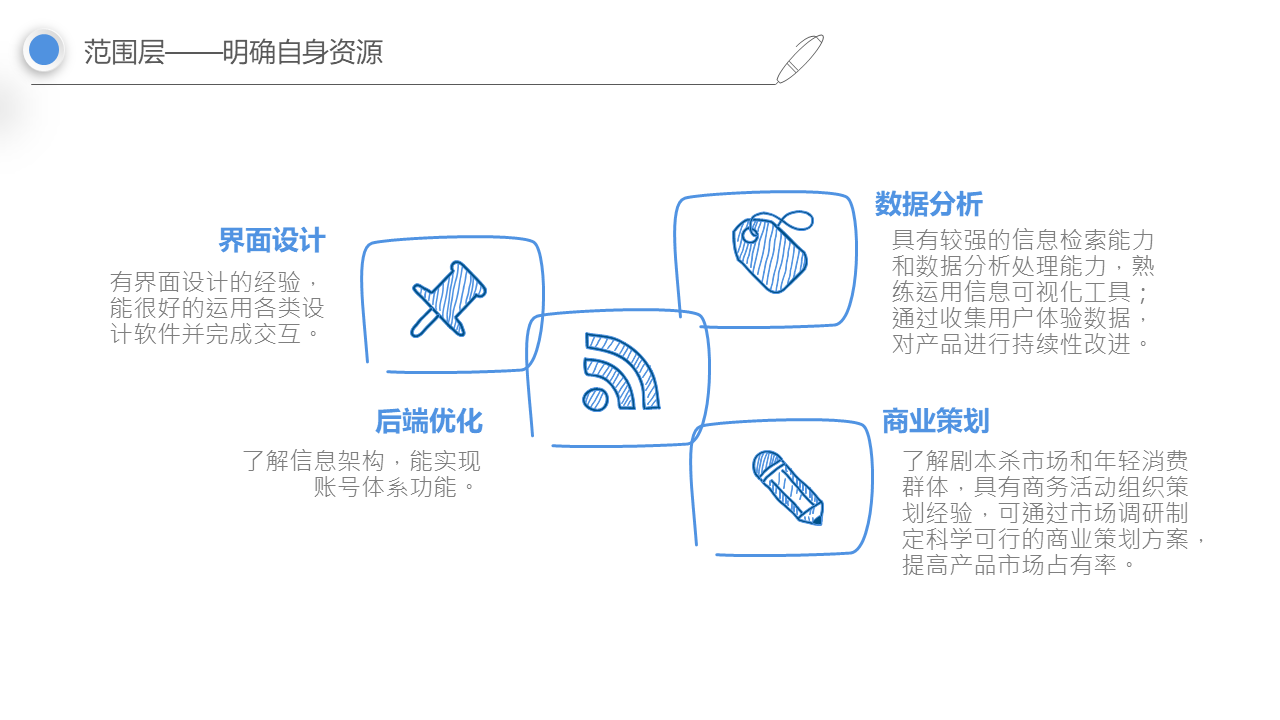 范围层——明确自身资源
界面设计
有界面设计的经验，
能很好的运用各类设
计软件并完成交互。
后端优化
了解信息架构，能实现
账号体系功能。
数据分析
具有较强的信息检索能力
和数据分析处理能力，熟
练运用信息可视化工具；
通过收集用户体验数据，
对产品进行持续性改进。
商业策划
了解剧本杀市场和年轻消费
群体，具有商务活动组织策
划经验，可通过市场调研制
定科学可行的商业策划方案，
提高产品市场占有率。